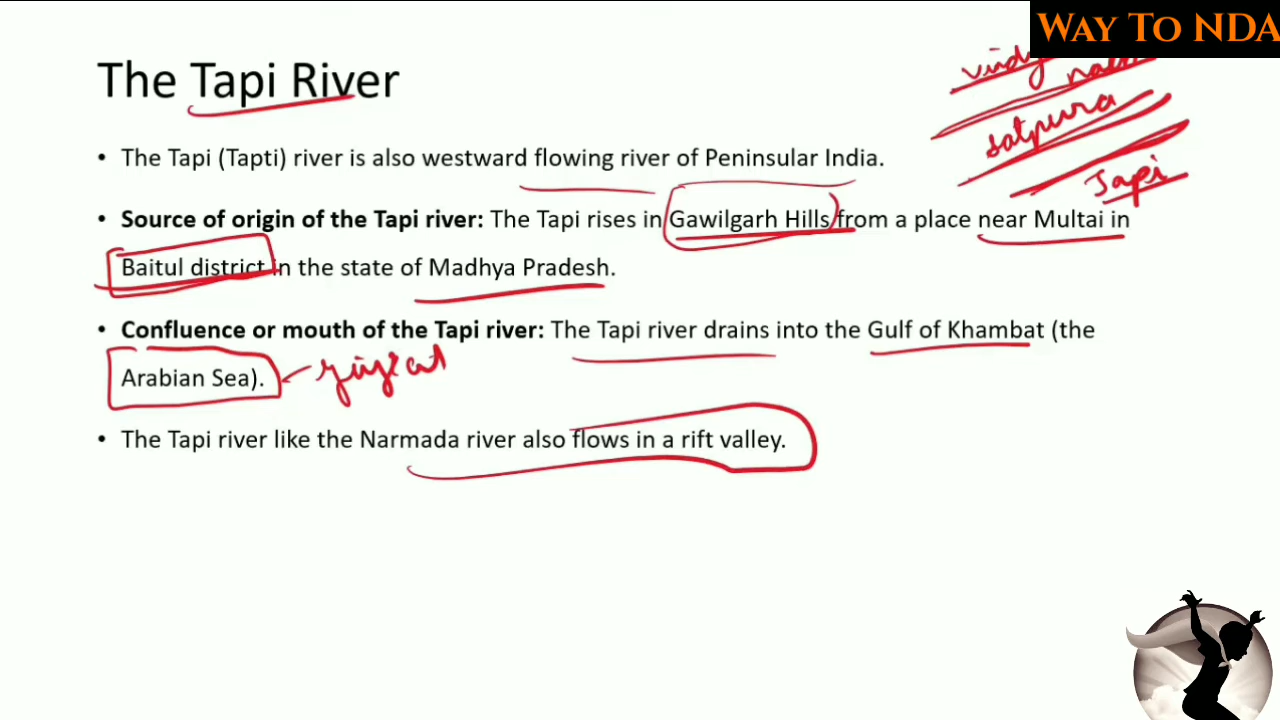 WAY TO NDA
The Tapi River
satpura
Tapi
• The Tapi (Tapti) river is also westward flowing river of Peninsular India.
• Source of origin of the Tapi river: The Tapi rises in Gawilgarh Hills from a place near Multai in
Baitul district in the state of Madhya Pradesh.
• Confluence or mouth of the Tapi river: The Tapi river drains into the Gulf of Khambat (the
Arabian Sea).
• The Tapi river like the Narmada river also flows in a rift valley.